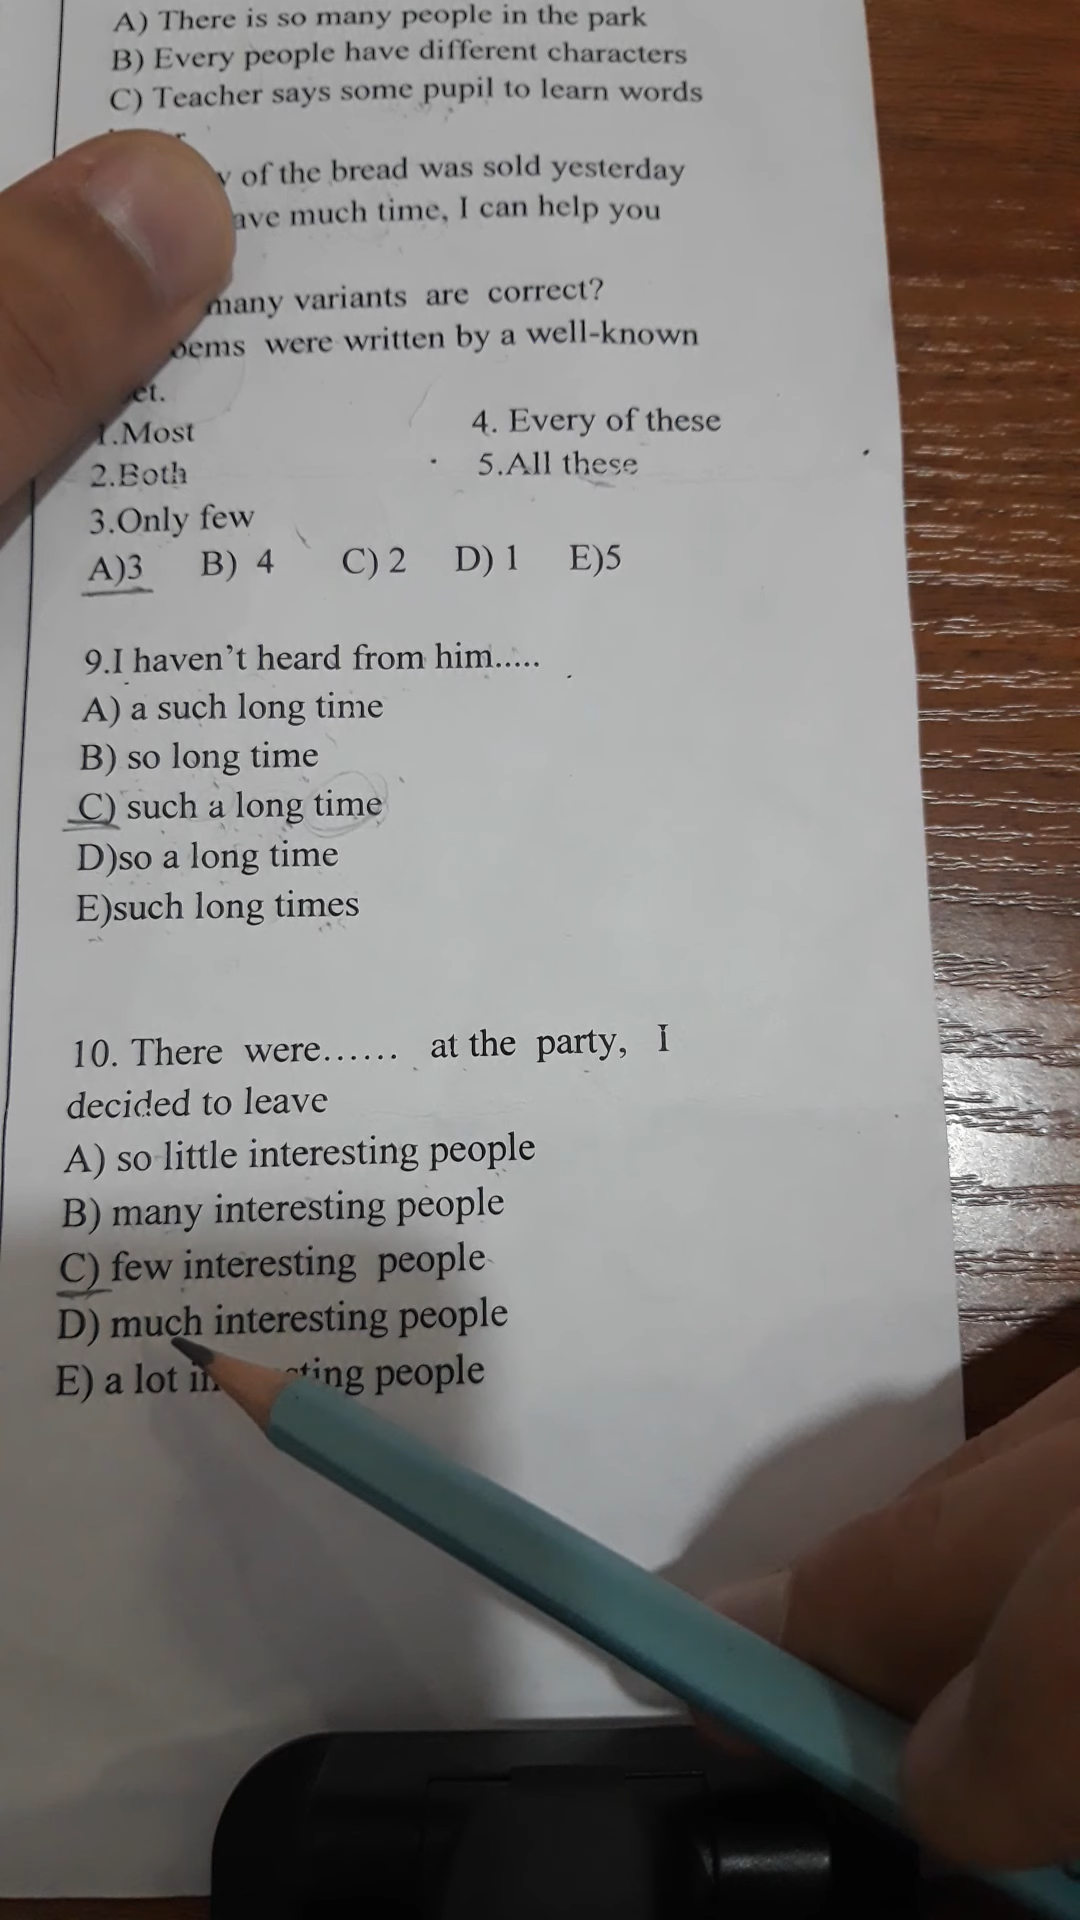 A) There is so many people in the park
B) Every people have different characters
C) Teacher says some pupil to learn words
of the bread was sold yesterday
much time, I can help you
many variants are correct?
were written by a well-known
1.Most
4. Every of these
2.Both
5.All these
3.Only few
A)3 B) 4 C) 2 D) 1 E)5
9.I haven't heard from him.....
A) a such long time
B) so long time
C) such a long time
D)so a long time
E)such long times
10. There were...... at the party, I
decided to leave
A) so little interesting people
B) many interesting people
C) few interesting people
D) much interesting people
E) a lot people